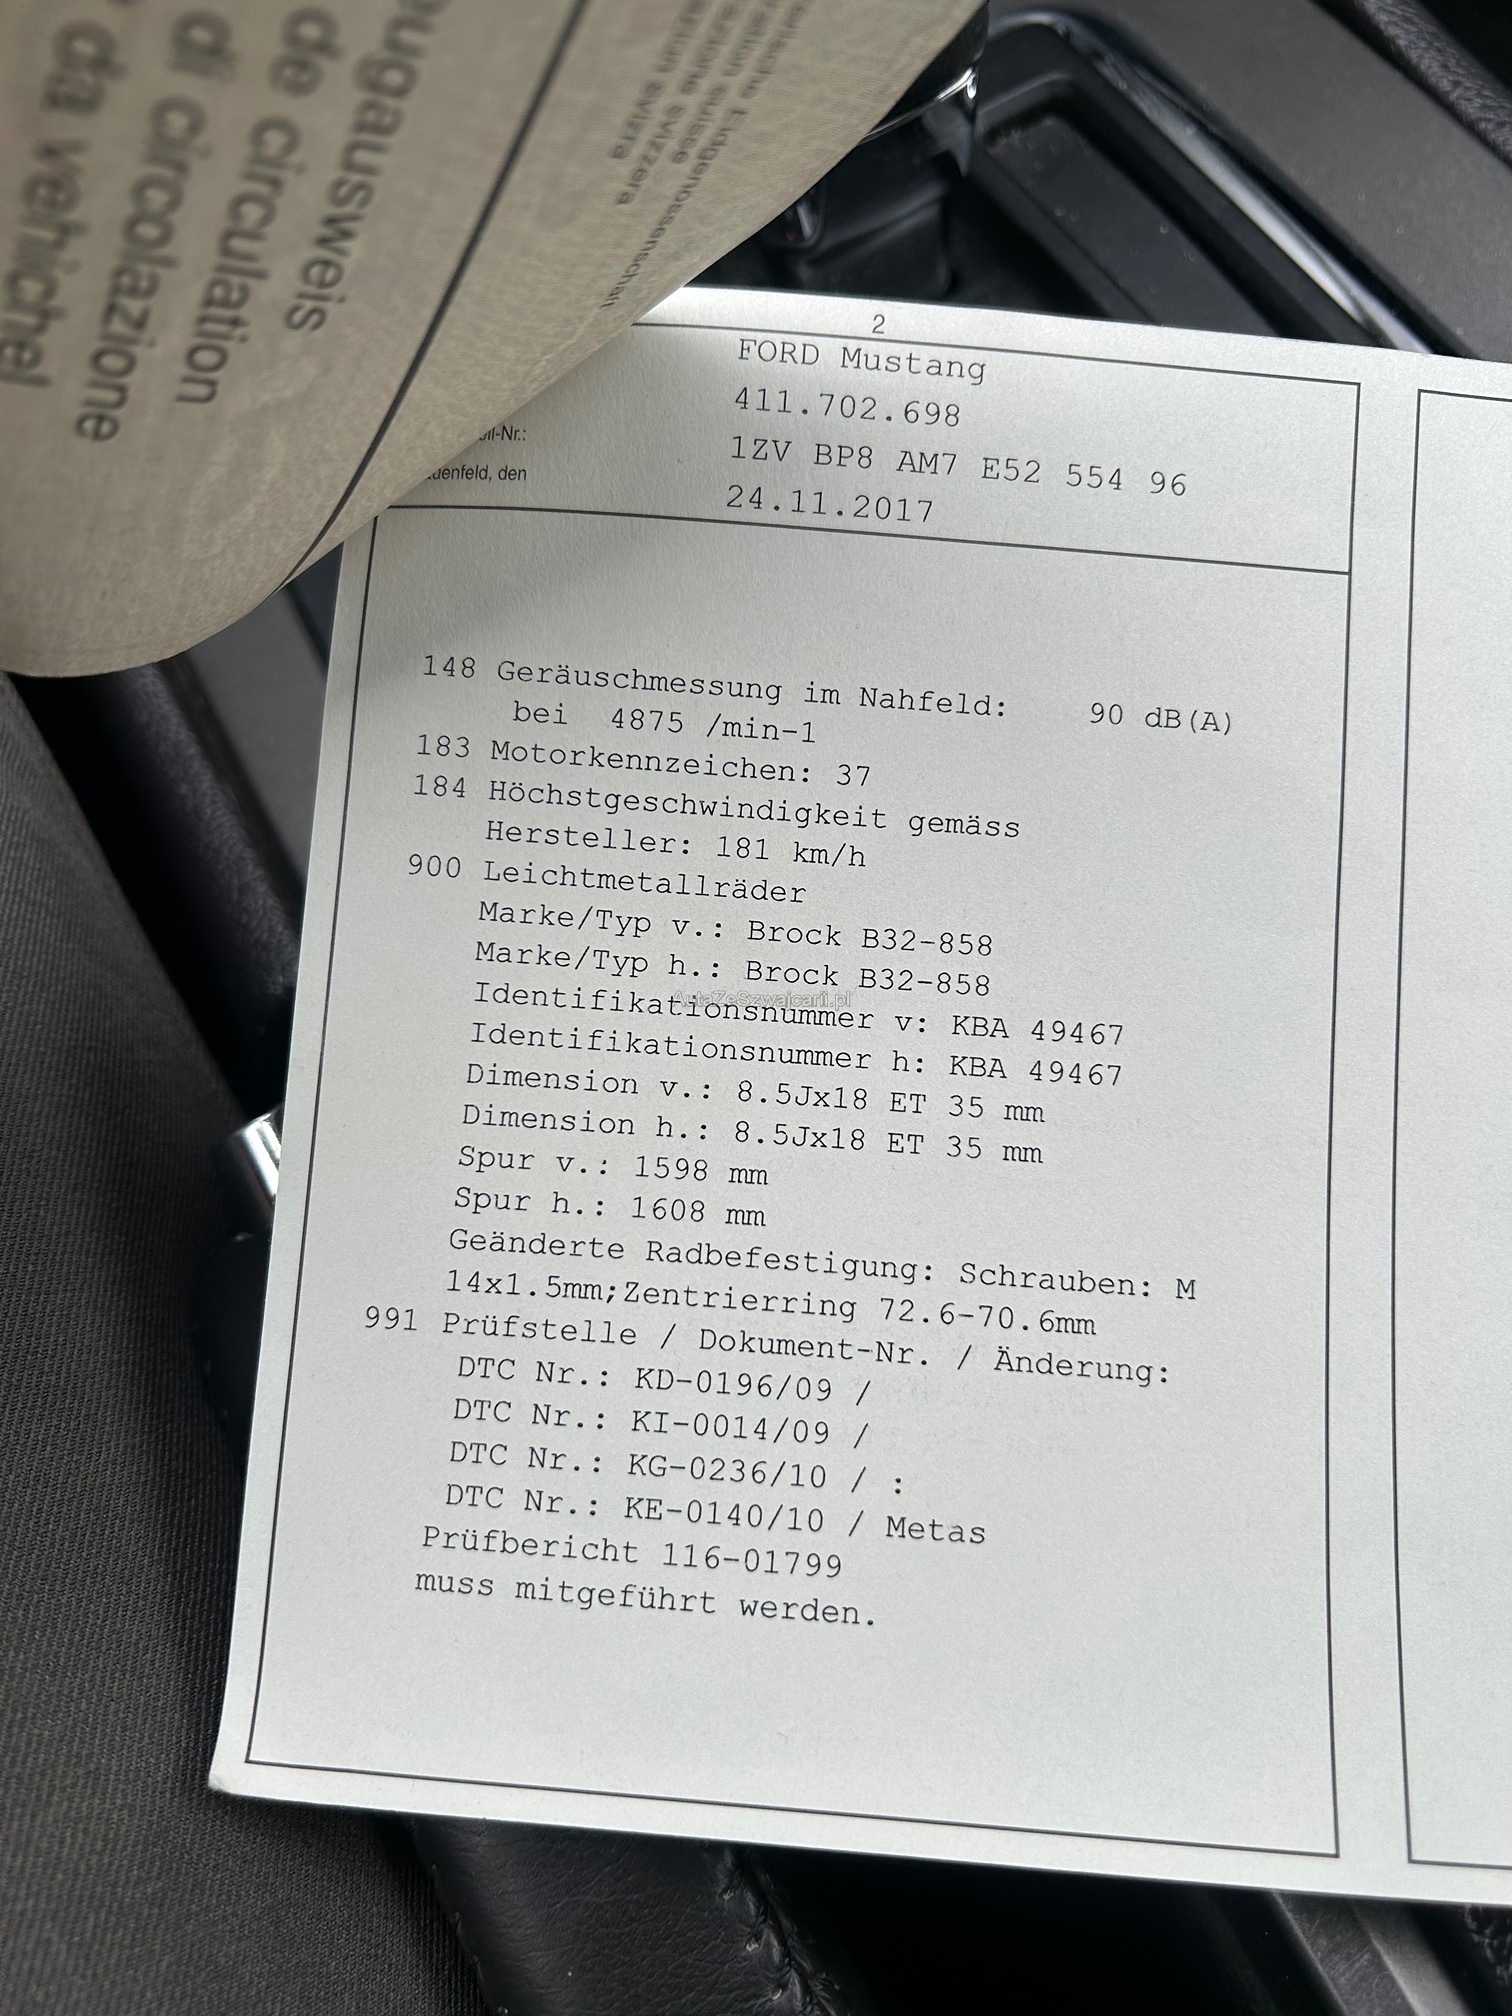 de circulation
di circolazione
da vehichel
2
FORD Mustang
411.702.698
1ZV BP8 AM7 E52 554 96
den
24.11.2017
148 Geräuschmessung im Nahfeld: 90 dB(A)
bei 4875 /min-1
183 Motorkennzeichen: 37
184 Höchstgeschwindigkeit gemäss
Hersteller: 181 km/h
900 Leichtmetallräder
Marke/Typ v.: Brock B32-858
Marke/Typ h.: Brock B32-858
AutaZeSzwajcarii.pl
Identifikationsnummer v: KBA 49467
Identifikationsnummer h: KBA 49467
Dimension v.: 8.5Jx18 ET 35 mm
Dimension h.: 8.5Jx18 ET 35 mm
Spur v.: 1598 mm
Spur h.: 1608 mm
Geänderte Radbefestigung: Schrauben: M
14x1.5mm;Zentrierring 72.6-70.6mm
991 Prüfstelle / Dokument-Nr. / Änderung:
DTC Nr.: KD-0196/09 /
DTC Nr.: KI-0014/09 /
DTC Nr.: KG-0236/10 / :
DTC Nr.: KE-0140/10 / Metas
Prüfbericht 116-01799
muss mitgeführt werden.